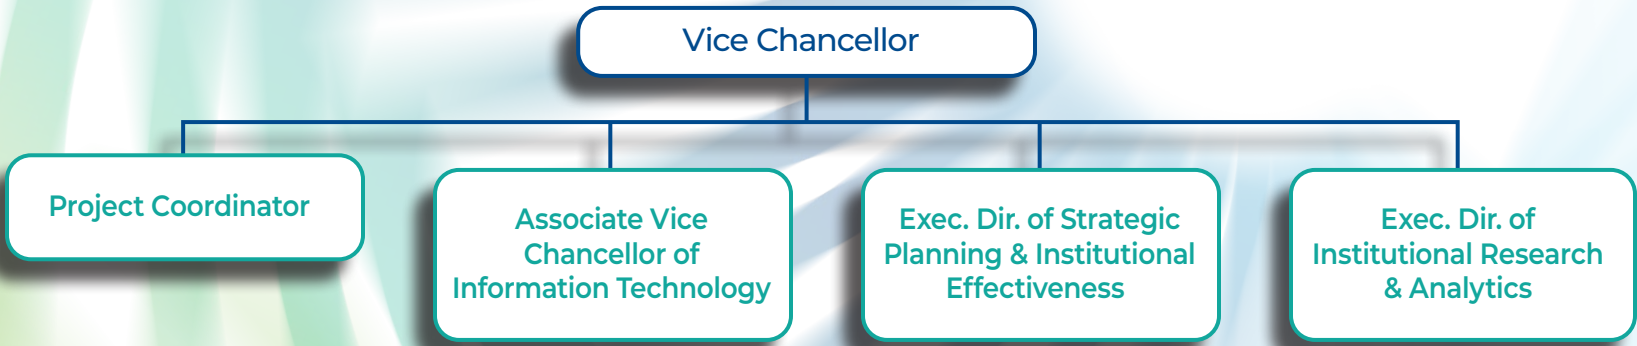 Vice Chancellor
Project Coordinator
Associate Vice
Chancellor of
Information Technology
Exec. Dir. of Strategic
Planning & Institutional
Effectiveness
Exec. Dir. of
Institutional Research
& Analytics